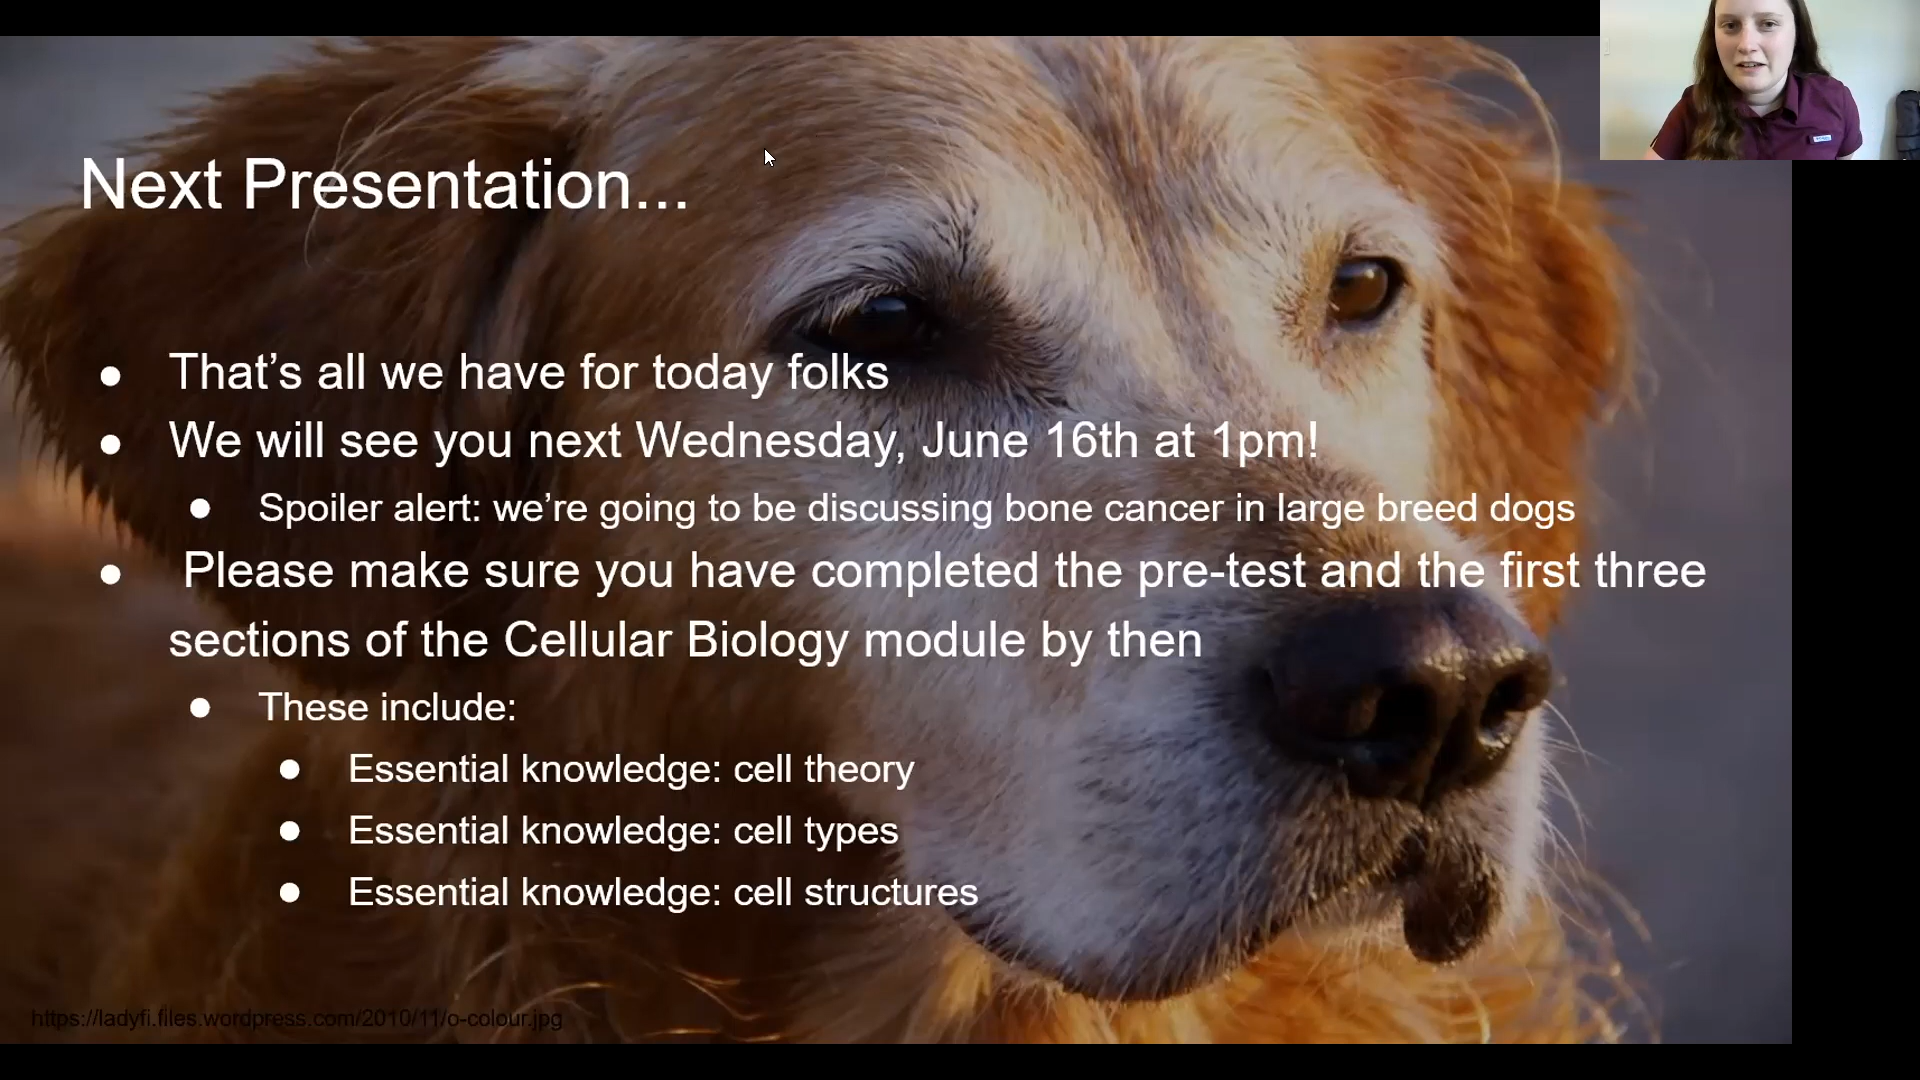 Next Presentation...
● That’s all we have for today folks
● We will see you next Wednesday, June 16th at 1pm!
● Spoiler alert: we’re going to be discussing bone cancer in large breed dogs
● Please make sure you have completed the pre-test and the first three
sections of the Cellular Biology module by then
● These include:
● Essential knowledge: cell theory
● Essential knowledge: cell types
● Essential knowledge: cell structures
https://ladyfi.files.wordpress.com/2010/11/o-colour.jpg